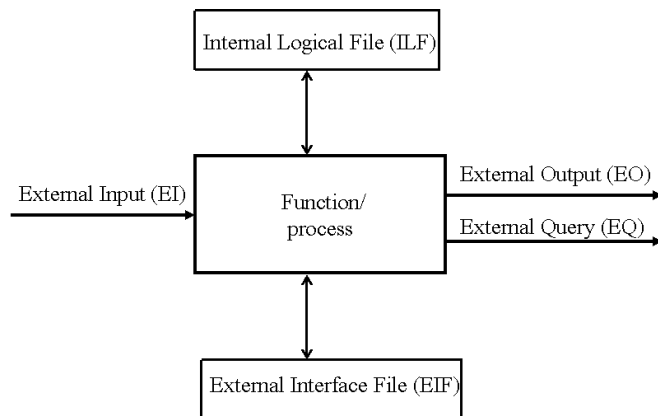 Internal Logical File (ILF)
External Input (EI)
Function/
process
External Output (EO)
External Query (EQ)
External Interface File (EIF)